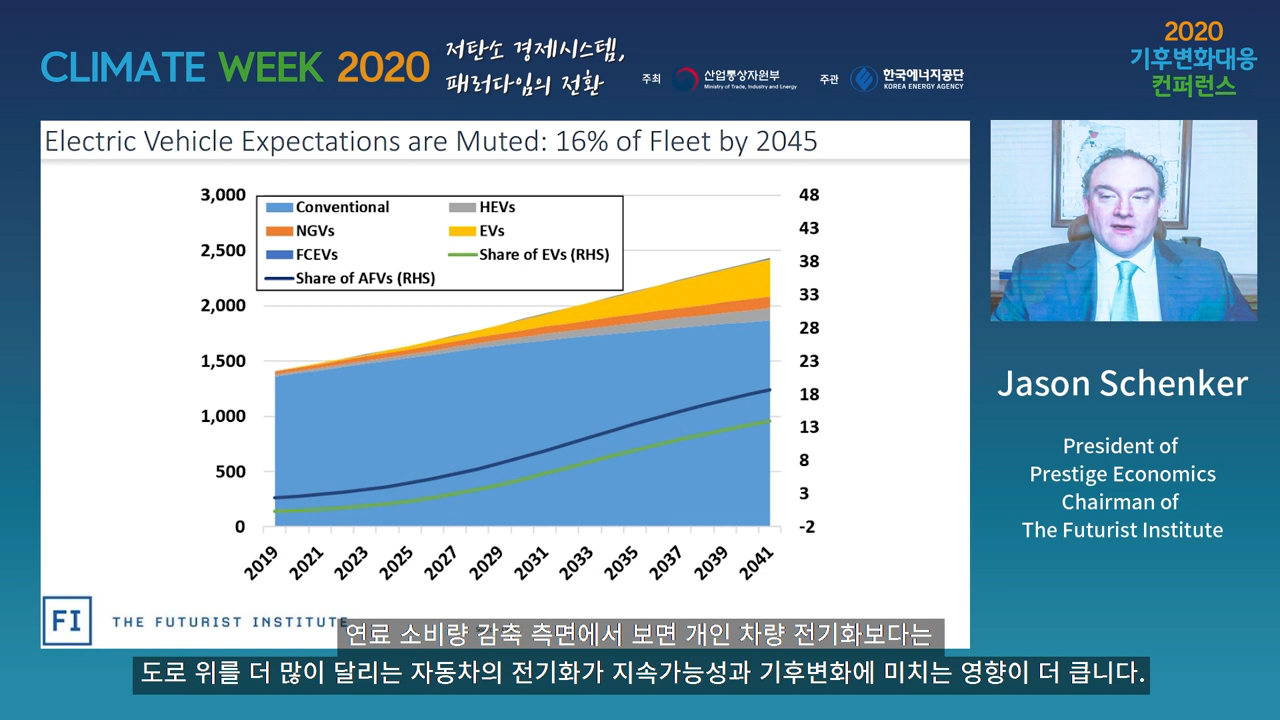 CLIMATE WEEK 2020
저탄소 경제시스템,
패러다임의 전환
주최
산업통상자원부
Ministry of Trade, Industry and Energy
주관
한국에너지공단
KOREA ENERGY AGENCY
2020
기후변화대응
컨퍼런스
Electric Vehicle Expectations are Muted: 16% of Fleet by 2045
3,000
2,500
2,000
1,500
1,000
500
0
Conventional
HEVs
NGVs
EVs
FCEVs
Share of EVs (RHS)
Share of AFVs (RHS)
48
43
38
33
28
23
18
13
8
3
-2
2019
2021
2023
2025
2027
2029
2031
2033
2035
2037
2039
2041
FI
THE FUTURIST INSTITUTE
Jason Schenker
President of
Prestige Economics
Chairman of
The Futurist Institute
연료 소비량 감축 측면에서 보면 개인 차량 전기화보다는
도로 위를 더 많이 달리는 자동차의 전기화가 지속가능성과 기후변화에 미치는 영향이 더 큽니다.